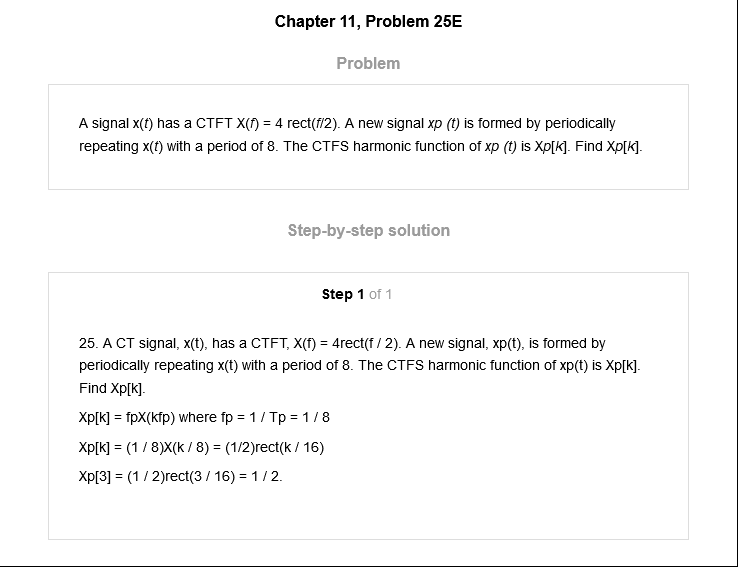 Chapter 11, Problem 25E
Problem
A signal x(t) has a CTFT X(f) = 4 rect(f/2). A new signal xp (t) is formed by periodically
repeating x(t) with a period of 8. The CTFS harmonic function of xp (t) is Xp[k]. Find Xp[k].
Step-by-step solution
Step 1 of 1
25. A CT signal, x(t), has a CTFT, X(f) = 4rect(f / 2). A new signal, xp(t), is formed by
periodically repeating x(t) with a period of 8. The CTFS harmonic function of xp(t) is Xp[k].
Find Xp[k].
Xp[k] = fpX(kfp) where fp = 1 / Tp = 1 / 8
Xp[k] = (1 / 8)X(k / 8) = (1/2)rect(k / 16)
Xp[3] = (1 / 2)rect(3 / 16) = 1 / 2.